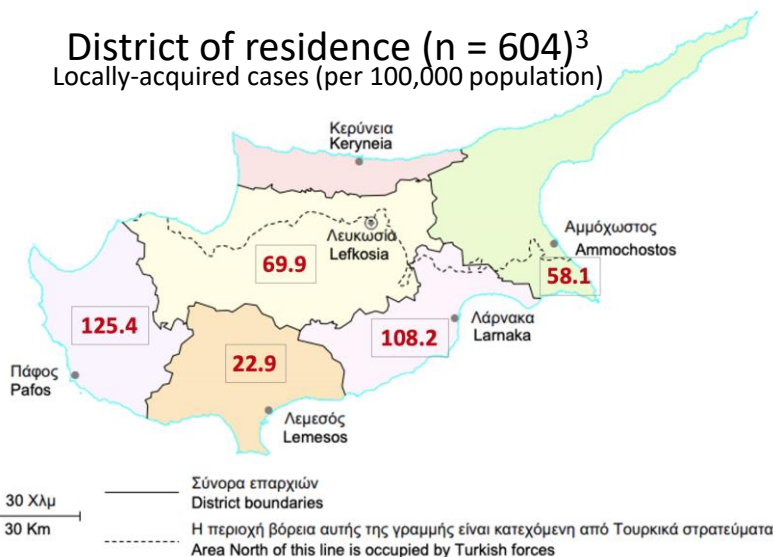 District of residence (n = 604)³
Locally-acquired cases (per 100,000 population)
Κερύνεια
Keryneia
Λευκωσία
Lefkosia
Αμμόχωστος
Ammochostos
69.9
58.1
125.4
108.2
Λάρνακα
Larnaka
22.9
Πάφος
Pafos
Λεμεσός
Lemesos
30 Χλμ
30 Km
Σύνορα επαρχιών
District boundaries
Η περιοχή βόρεια αυτής της γραμμής είναι κατεχόμενη από Τουρκικά στρατεύματα
Area North of this line is occupied by Turkish forces